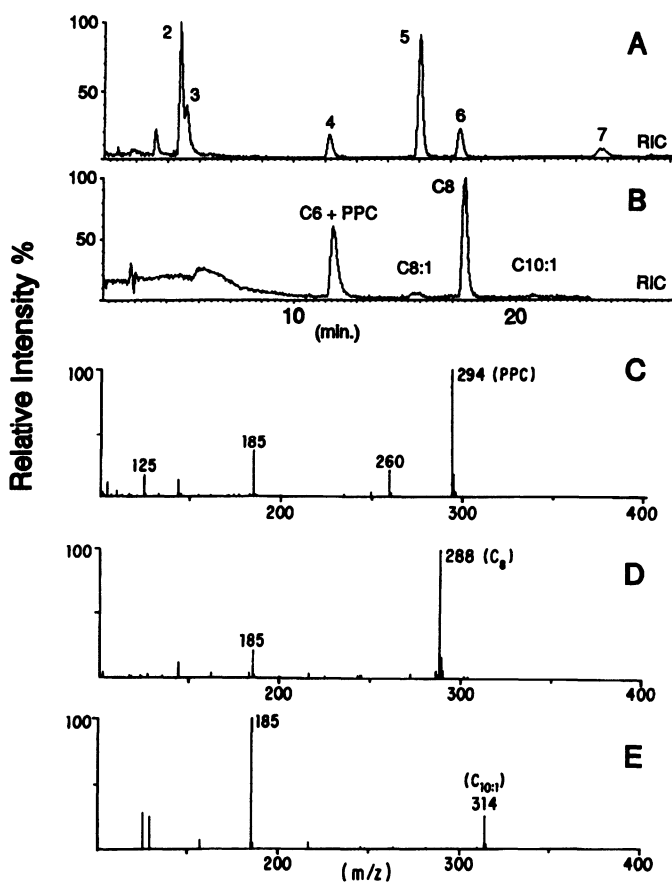 Relative Intensity %
A
100
50
2
3
4
5
6
7
RIC
B
100
50
C6 + PPC
C8:1
C8
C10:1
RIC
10
20
(min.)
C
100
125
185
260
294 (PPC)
200
300
400
D
100
185
288 (C₈)
200
300
400
E
100
185
(C₁₀:₁)
314
200
300
400
(m/z)